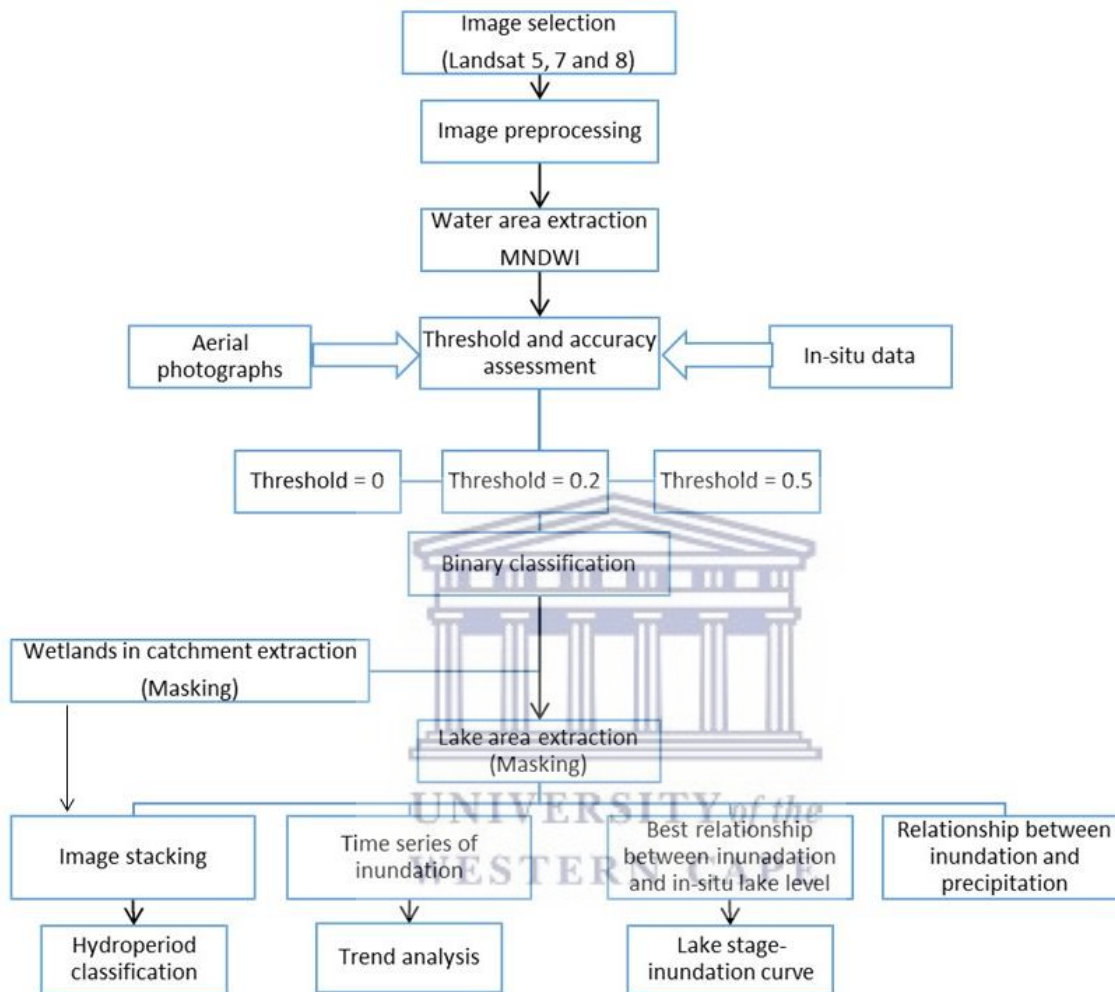 Image selection
(Landsat 5, 7 and 8)
Image preprocessing
Water area extraction
MNDWI
Aerial
photographs
Threshold and accuracy
assessment
In-situ data
Threshold = 0
Threshold = 0.2
Threshold = 0.5
Binary classification
Wetlands in catchment extraction
(Masking)
Lake area extraction
(Masking)
UNIVERSITY of the
WESTERN CAPE
Image stacking
Time series of
inundation
Best relationship
between inunadation
and in-situ lake level
Relationship between
inundation and
precipitation
Hydroperiod
classification
Trend analysis
Lake stage-
inundation curve